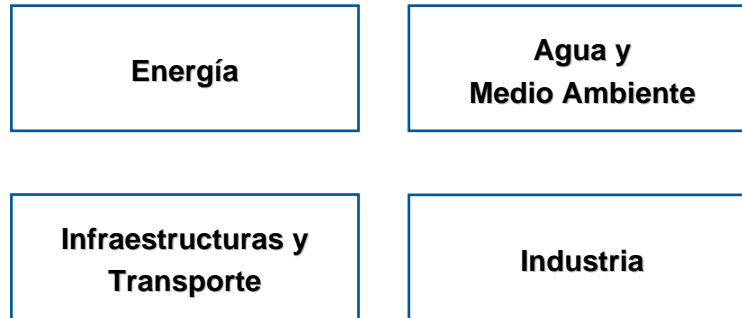 Energía
Agua y
Medio Ambiente
Infraestructuras y
Transporte
Industria